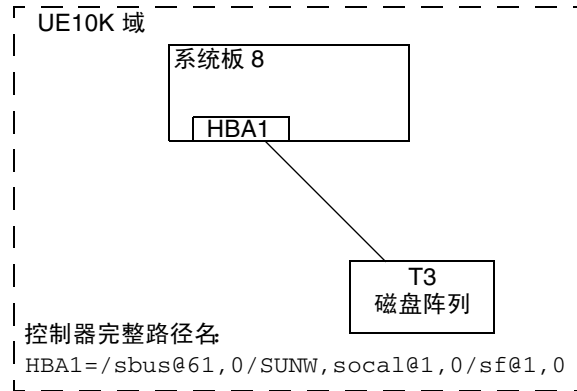 UE10K 域
系统板 8
HBA1
T3
磁盘阵列
控制器完整路径名:
HBA1=/sbus@61,0/SUNW,socal@1,0/sf@1,0